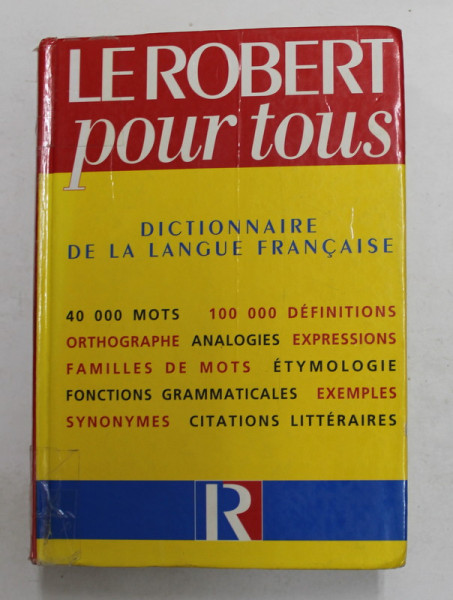 LE ROBERT
pour tous
DICTIONNAIRE
DE LA LANGUE FRANÇAISE
40 000 MOTS 100 000 DÉFINITIONS
ORTHOGRAPHE ANALOGIES EXPRESSIONS
FAMILLES DE MOTS ÉTYMOLOGIE
FONCTIONS GRAMMATICALES EXEMPLES
SYNONYMES CITATIONS LITTÉRAIRES
R